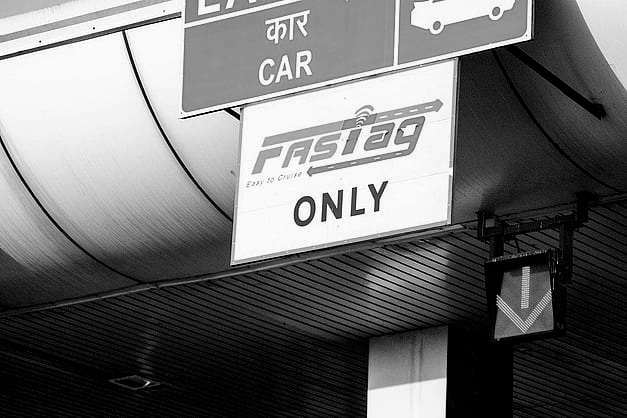 कार
CAR
FASTag
Easy to Cruise
ONLY